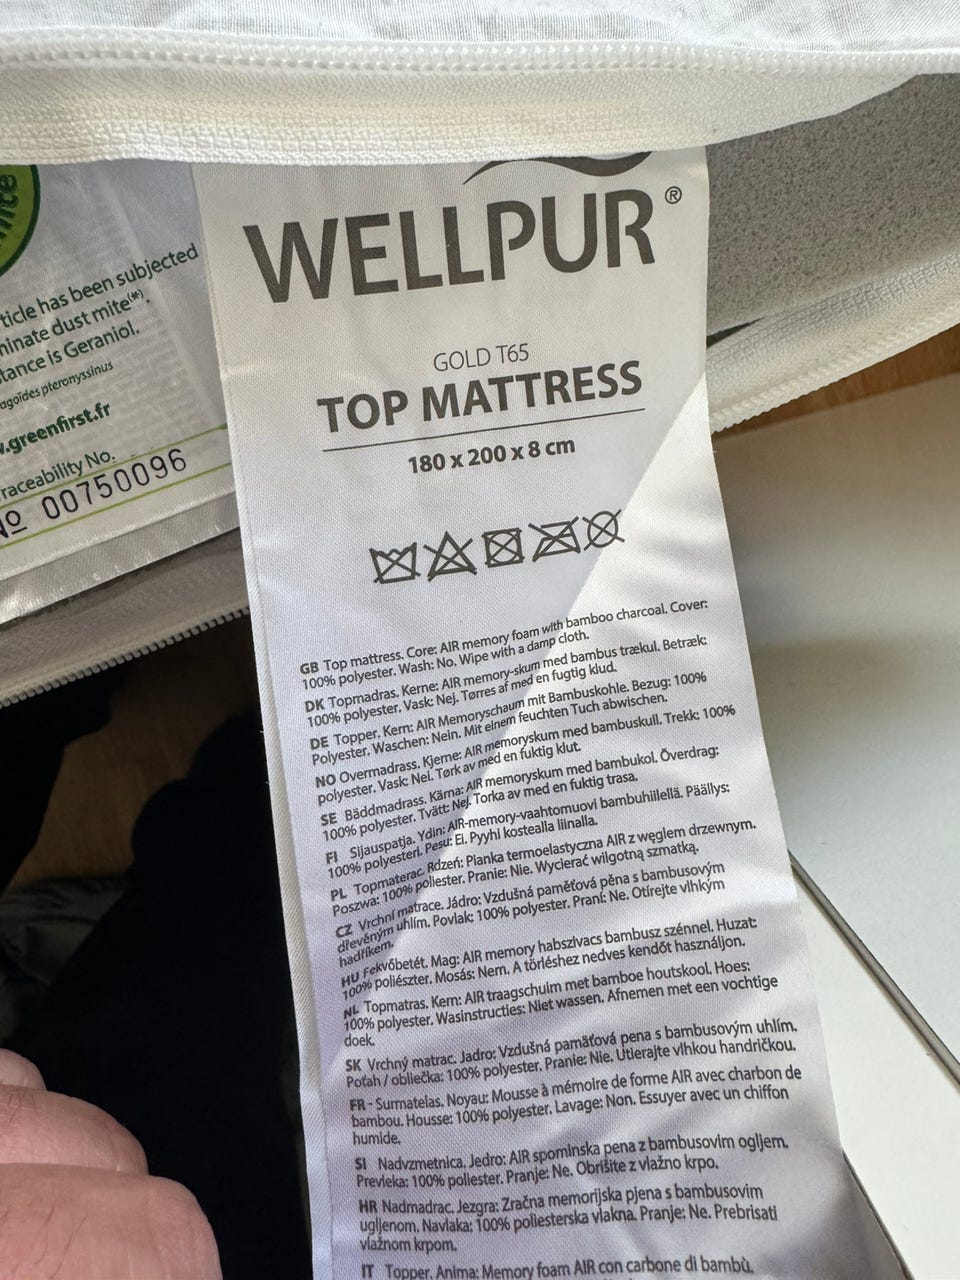 ticle has been subjected
minate dust mite(*).
tance is Geraniol.
agoides pteronyssinus
.greenfirst.fr
raceability No.
Nº 00750096
WELLPUR®
GOLD T65
TOP MATTRESS
180 x 200 x 8 cm
GB Top mattress. Core: AIR memory foam with bamboo charcoal. Cover:
100% polyester. Wash: No. Wipe with a damp cloth.
DK Topmadras. Kerne: AIR memory-skum med bambus trækul. Betræk:
100% polyester. Vask: Nej. Tørres af med en fugtig klud.
DE Topper. Kern: AIR Memoryschaum mit Bambuskohle. Bezug: 100%
Polyester. Waschen: Nein. Mit einem feuchten Tuch abwischen.
NO Overmadrass. Kjerne: AIR memoryskum med bambuskull. Trekk: 100%
polyester. Vask: Nei. Tørk av med en fuktig klut.
SE Bäddmadrass. Kärna: AIR memoryskum med bambukol. Överdrag:
100% polyester. Tvätt: Nej. Torka av med en fuktig trasa.
FI Sijauspatja. Ydin: AIR-memory-vaahtomuovi bambuhiilellä. Päällys:
100% polyesteri. Pesu: Ei. Pyyhi kostealla liinalla.
PL Topmaterac. Rdzeń: Pianka termoelastyczna AIR z węglem drzewnym.
Poszwa: 100% poliester. Pranie: Nie. Wycierać wilgotną szmatką.
CZ Vrchní matrace. Jádro: Vzdušná paměťová pěna s bambusovým
dřevěným uhlím. Povlak: 100% polyester. Praní: Ne. Otírejte vlhkým
hadříkem.
HU Fekvőbetét. Mag: AIR memory habszivacs bambusz szénnel. Huzat:
100% poliészter. Mosás: Nem. A törléshez nedves kendőt használjon.
NL Topmatras. Kern: AIR traagschuim met bamboe houtskool. Hoes:
100% polyester. Wasinstructies: Niet wassen. Afnemen met een vochtige
doek.
SK Vrchný matrac. Jadro: Vzdušná pamäťová pena s bambusovým uhlím.
Poťah / obliečka: 100% polyester. Pranie: Nie. Utierajte vlhkou handričkou.
FR - Surmatelas. Noyau: Mousse à mémoire de forme AIR avec charbon de
bambou. Housse: 100% polyester. Lavage: Non. Essuyer avec un chiffon
humide.
SI Nadvzmetnica. Jedro: AIR spominska pena z bambusovim ogljem.
Prevleka: 100% poliester. Pranje: Ne. Obrišite z vlažno krpo.
HR Nadmadrac. Jezgra: Zračna memorijska pjena s bambusovim
ugljenom. Navlaka: 100% poliesterska vlakna. Pranje: Ne. Prebrisati
vlažnom krpom.
IT Topper. Anima: Memory foam AIR con carbone di bambù.